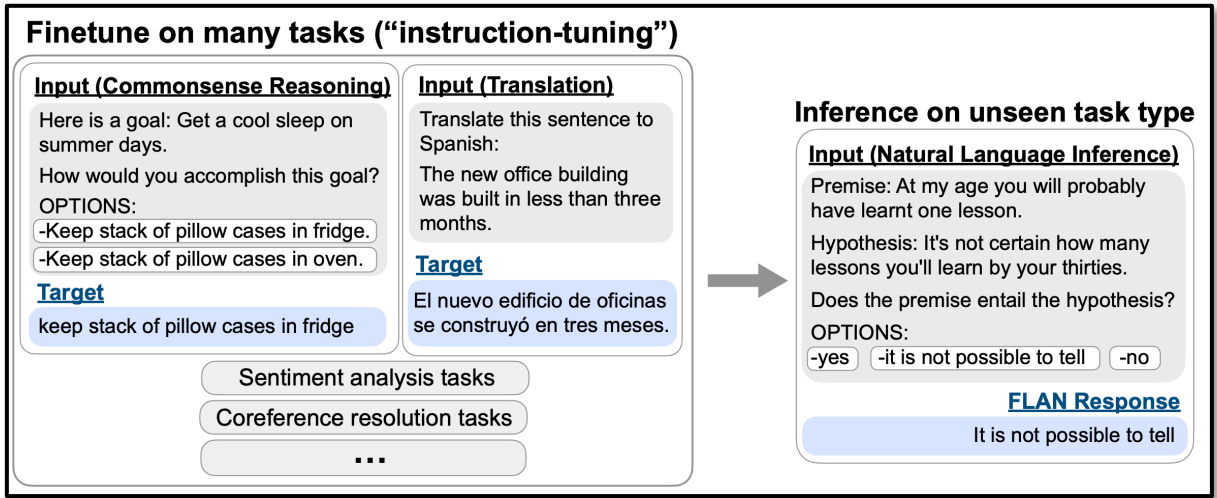 Finetune on many tasks (“instruction-tuning”)
Input (Commonsense Reasoning)
Here is a goal: Get a cool sleep on
summer days.
How would you accomplish this goal?
OPTIONS:
-Keep stack of pillow cases in fridge.
-Keep stack of pillow cases in oven.
Target
keep stack of pillow cases in fridge
Input (Translation)
Translate this sentence to
Spanish:
The new office building
was built in less than three
months.
Target
El nuevo edificio de oficinas
se construyó en tres meses.
Sentiment analysis tasks
Coreference resolution tasks
...
Inference on unseen task type
Input (Natural Language Inference)
Premise: At my age you will probably
have learnt one lesson.
Hypothesis: It's not certain how many
lessons you'll learn by your thirties.
Does the premise entail the hypothesis?
OPTIONS:
-yes -it is not possible to tell -no
FLAN Response
It is not possible to tell